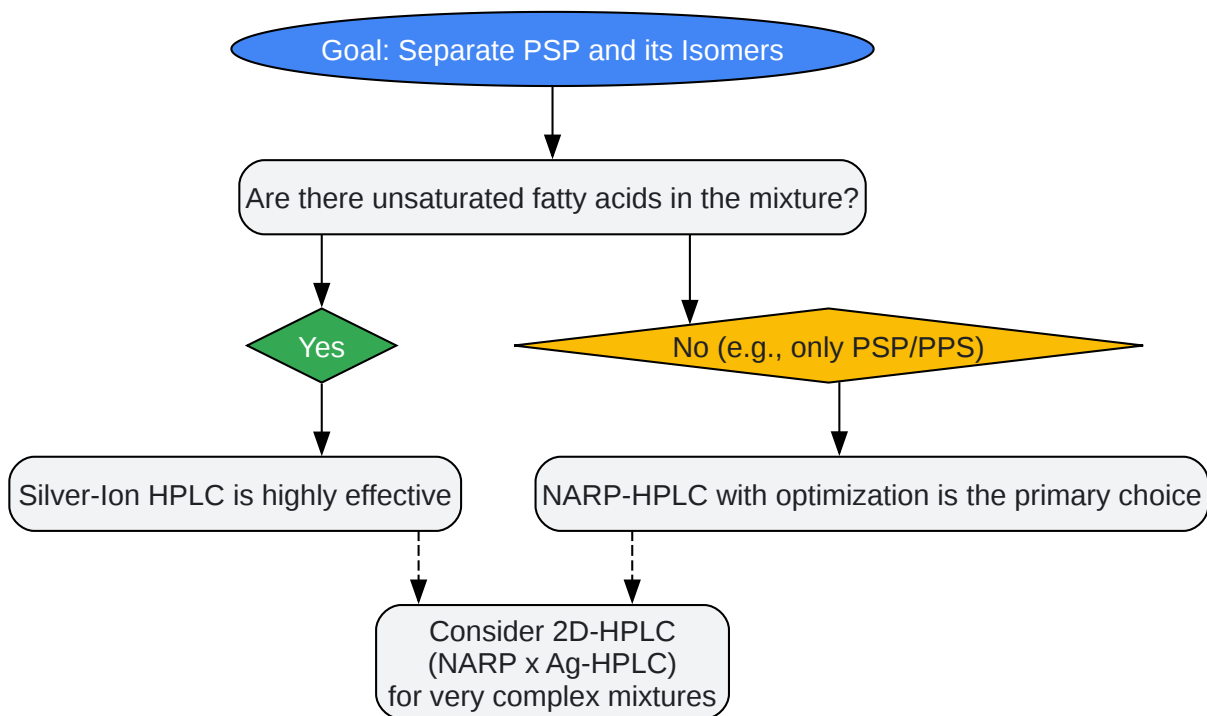 Goal: Separate PSP and its Isomers
Are there unsaturated fatty acids in the mixture?
Yes
No (e.g., only PSP/PPS)
Silver-Ion HPLC is highly effective
NARP-HPLC with optimization is the primary choice
Consider 2D-HPLC
(NARP x Ag-HPLC)
for very complex mixtures